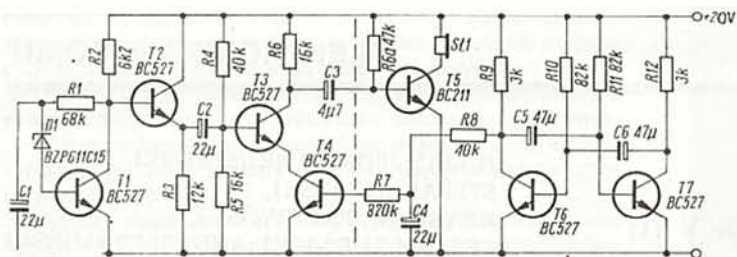 +20V
R2
6k2
T2
BC527
R4
40k
R6
16k
R6a 47k
St1
R9
3k
R10
82k
R11 82k
R12
3k
R1
68k
C2
22µ
T3
BC527
C3
4µ7
T5
BC211
R8
40k
C5 47µ
C6 47µ
D1
BZP611C15
T1
BC527
C1
22µ
R3
12k
R5 16k
T4
BC527
R7
820k
C4
22µ
T6
BC527
T7
BC527